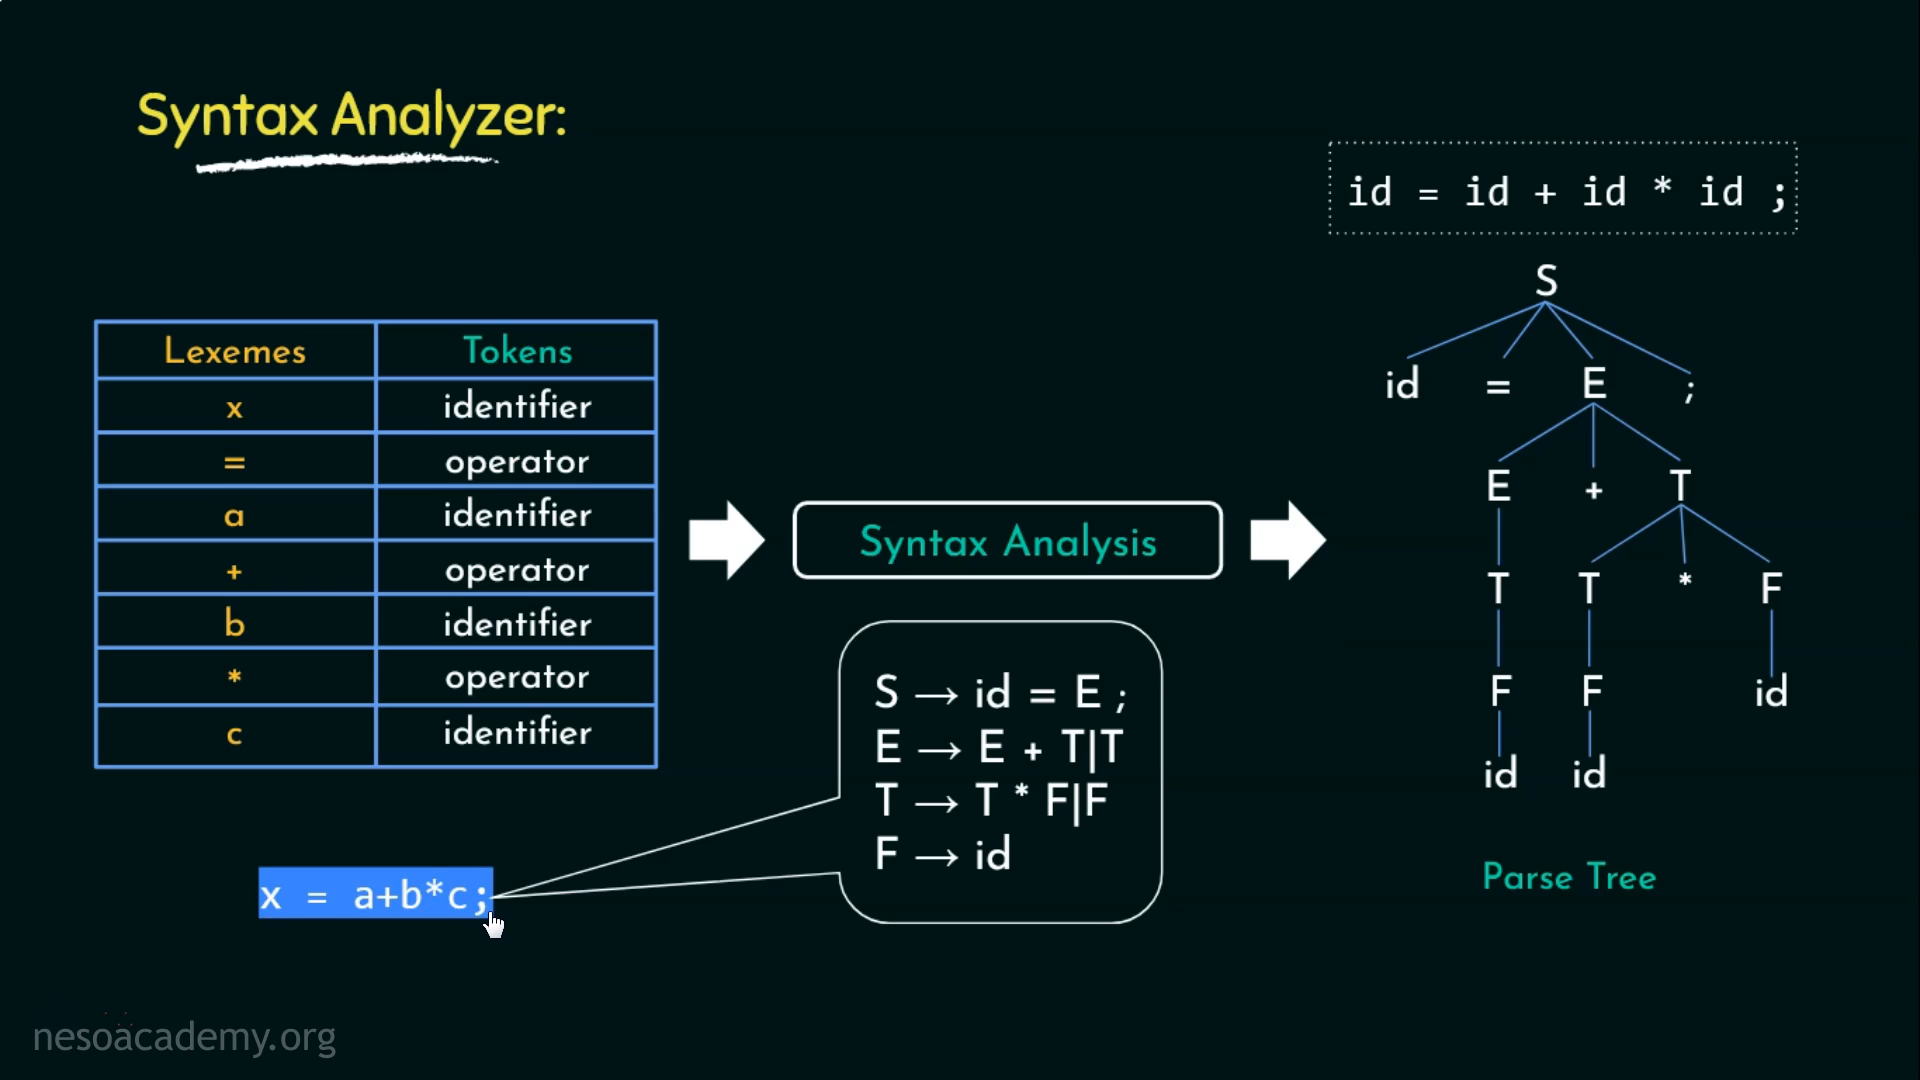 Syntax Analyzer:
id = id + id * id ;
Lexemes Tokens
x identifier
= operator
a identifier
+ operator
b identifier
* operator
c identifier
Syntax Analysis
S → id = E ;
E → E + T|T
T → T * F|F
F → id
x = a+b*c;
S
id = E ;
E + T
T T * F
F F id
id id
Parse Tree
nesoacademy.org